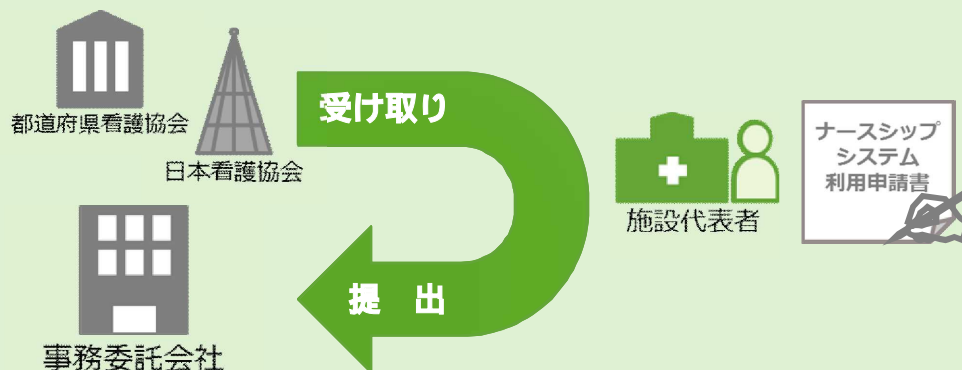 都道府県看護協会
日本看護協会
受け取り
施設代表者
ナースシップ
システム
利用申請書
提 出
事務委託会社